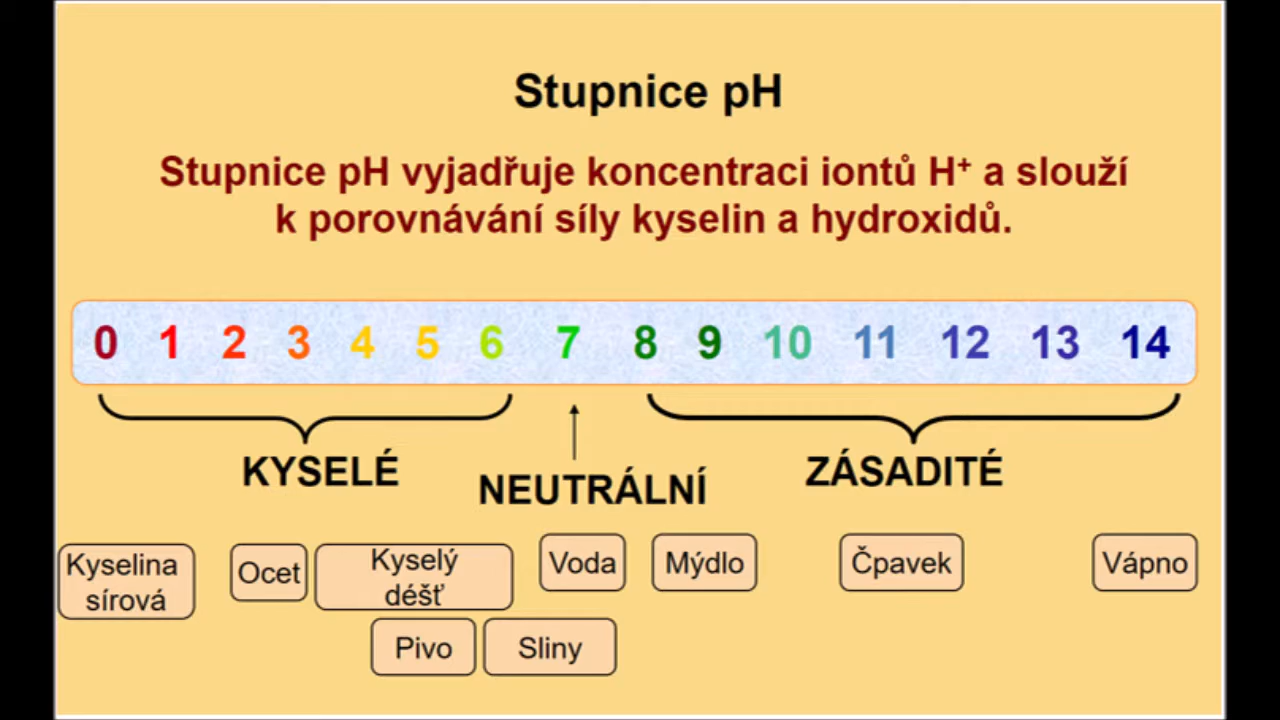 Stupnice pH
Stupnice pH vyjadřuje koncentraci iontů H⁺ a slouží
k porovnávání síly kyselin a hydroxidů.
0 1 2 3 4 5 6 7 8 9 10 11 12 13 14
KYSELÉ
NEUTRÁLNÍ
ZÁSADITÉ
Kyselina
sírová
Ocet
Kyselý
déšť
Voda
Mýdlo
Čpavek
Vápno
Pivo
Sliny